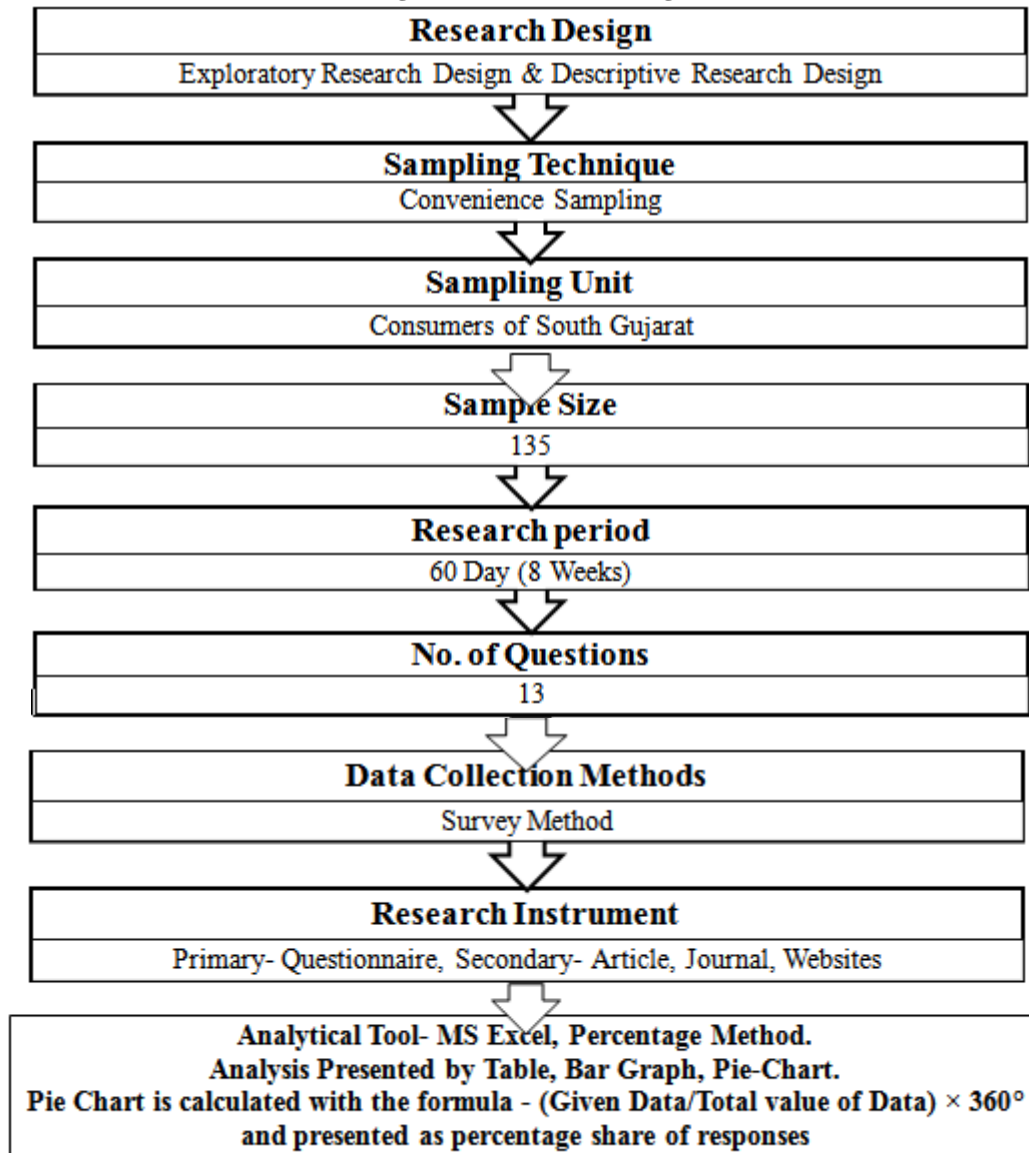 Research Design
Exploratory Research Design & Descriptive Research Design
Sampling Technique
Convenience Sampling
Sampling Unit
Consumers of South Gujarat
Sample Size
135
Research period
60 Day (8 Weeks)
No. of Questions
13
Data Collection Methods
Survey Method
Research Instrument
Primary- Questionnaire, Secondary- Article, Journal, Websites
Analytical Tool- MS Excel, Percentage Method.
Analysis Presented by Table, Bar Graph, Pie-Chart.
Pie Chart is calculated with the formula - (Given Data/Total value of Data) × 360°
and presented as percentage share of responses